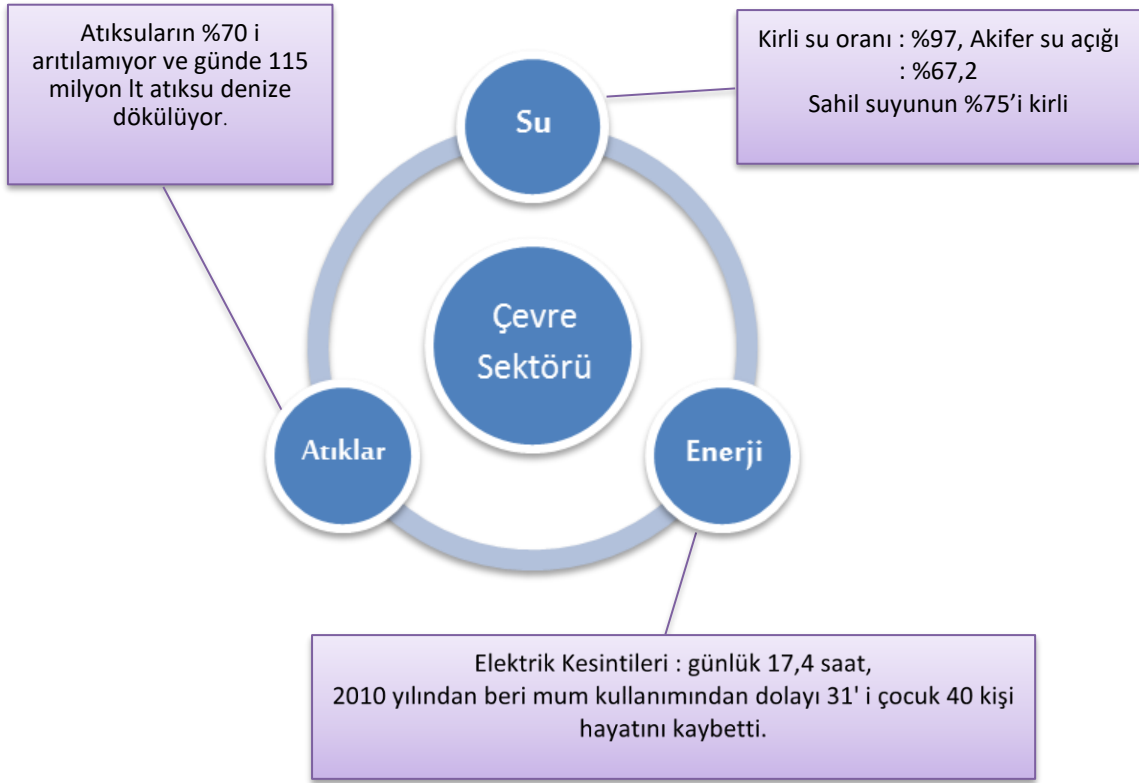 Atıksuların %70 i
arıtılamıyor ve günde 115
milyon lt atıksu denize
dökülüyor.
Kirli su oranı : %97, Akifer su açığı
: %67,2
Sahil suyunun %75’i kirli
Su
Çevre
Sektörü
Atıklar
Enerji
Elektrik Kesintileri : günlük 17,4 saat,
2010 yılından beri mum kullanımından dolayı 31' i çocuk 40 kişi
hayatını kaybetti.